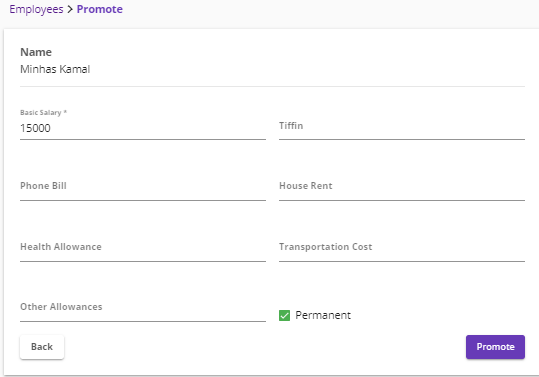 Employees > Promote
Name
Minhas Kamal
Basic Salary *
15000
Tiffin
Phone Bill
House Rent
Health Allowance
Transportation Cost
Other Allowances
Permanent
Back
Promote